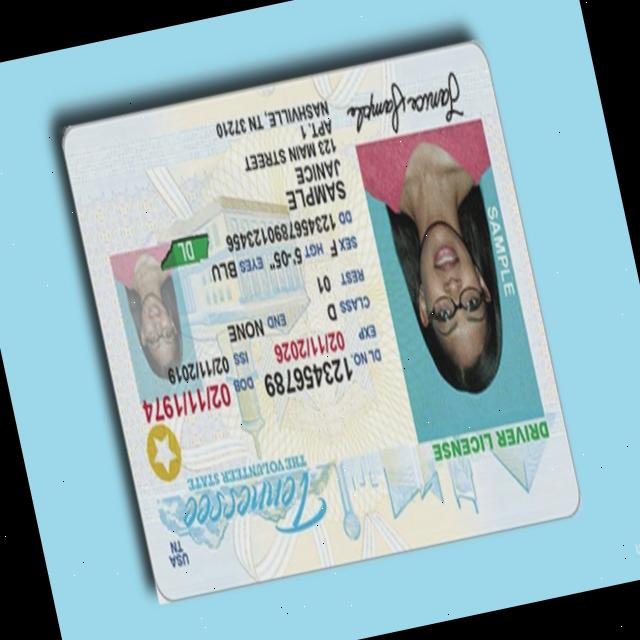 USA
TN
Tennessee
THE VOLUNTEER STATE
DRIVER LICENSE
DL NO. 123456789
DOB 02/11/1974
EXP 02/11/2026
ISS 02/11/2019
CLASS D
END NONE
REST 01
SEX F HGT 5'-05" EYES BLU
DD 1234567890123456
DL
SAMPLE
JANICE
123 MAIN STREET
APT. 1
NASHVILLE, TN 37210
SAMPLE
Janice Sample